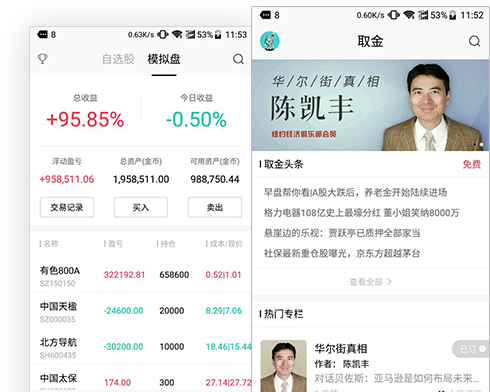 8
0.63K/s
53%
11:53
自选股 模拟盘
总收益
今日收益
+95.85%
-0.50%
浮动盈亏
总资产(金币)
可用资产(金币)
+958,511.06
1,958,511.00
988,750.44
交易记录
买入
卖出
名称
盈亏
持仓
成本/现价
有色800A
SZ150150
322192.81
658600
0.52|1.01
中国天楹
SZ000035
-24600.00
20000
8.29|7.06
北方导航
SH600435
-30200.00
10000
18.46|15.44
中国太保
174.00
300
27.14|27.72
8
0.60K/s
53%
11:52
取金
华尔街真相
陈凯丰
纽约经济俱乐部会员
取金头条
免费
早盘帮你看|A股大跌后，养老金开始陆续进场
格力电器108亿史上最壕分红 董小姐笑纳8000万
悬崖边的乐视：贾跃亭已质押全部家当
社保最新重仓股曝光，京东方超越茅台
查看全部
热门专栏
华尔街真相
作者： 陈凯丰
已订
对话贝佐斯：亚马逊是如何布局未来...